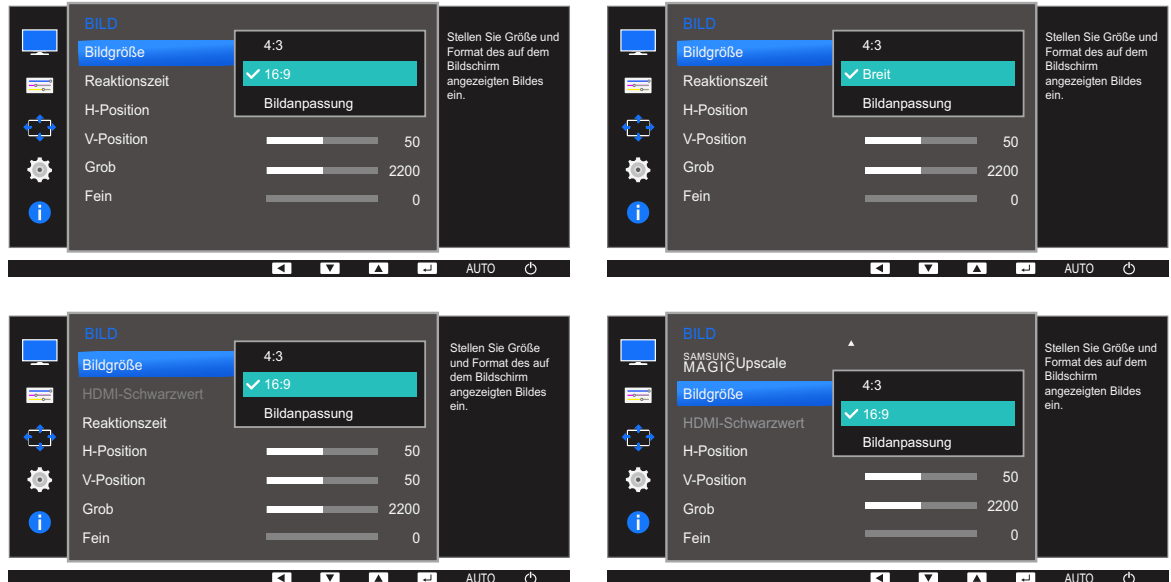 BILD
Bildgröße
Reaktionszeit
H-Position
V-Position
50
Grob
2200
Fein
0
4:3
16:9
Bildanpassung
Stellen Sie Größe und
Format des auf dem
Bildschirm
angezeigten Bildes
ein.
AUTO
BILD
Bildgröße
Reaktionszeit
H-Position
V-Position
50
Grob
2200
Fein
0
4:3
Breit
Bildanpassung
Stellen Sie Größe und
Format des auf dem
Bildschirm
angezeigten Bildes
ein.
AUTO
BILD
Bildgröße
HDMI-Schwarzwert
Reaktionszeit
H-Position
50
V-Position
50
Grob
2200
Fein
0
4:3
16:9
Bildanpassung
Stellen Sie Größe
und Format des auf
dem Bildschirm
angezeigten Bildes
ein.
AUTO
BILD
SAMSUNG
MAGICUpscale
Bildgröße
HDMI-Schwarzwert
H-Position
V-Position
50
Grob
2200
Fein
0
4:3
16:9
Bildanpassung
Stellen Sie Größe und
Format des auf dem
Bildschirm
angezeigten Bildes
ein.
AUTO